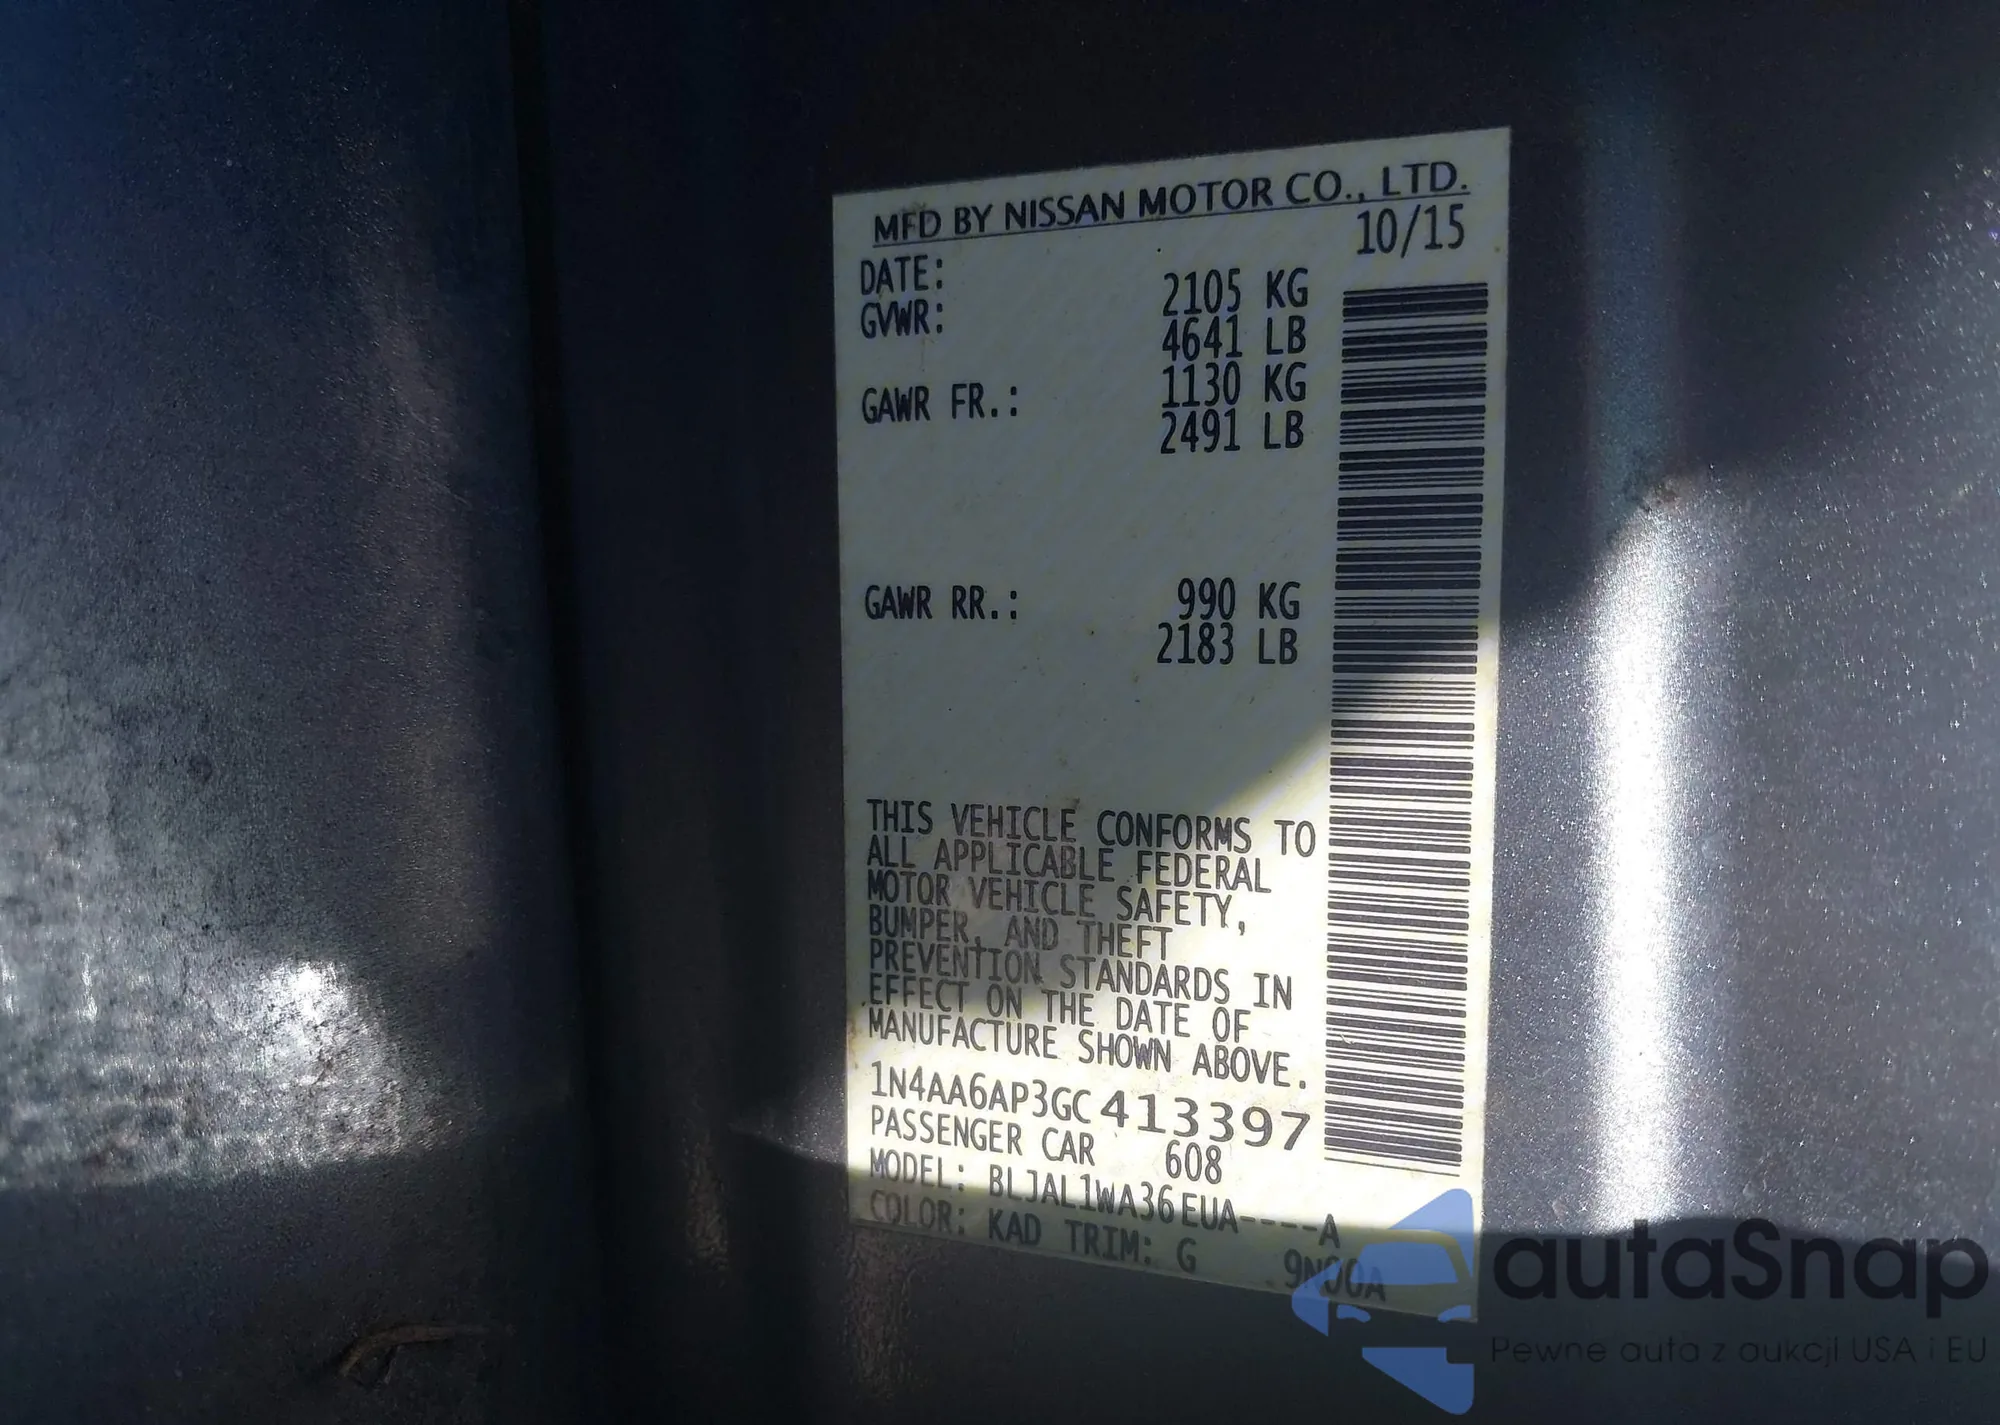 MFD BY NISSAN MOTOR CO., LTD.
DATE: 10/15
GVWR: 2105 KG
4641 LB
GAWR FR.: 1130 KG
2491 LB
GAWR RR.: 990 KG
2183 LB
THIS VEHICLE CONFORMS TO
ALL APPLICABLE FEDERAL
MOTOR VEHICLE SAFETY,
BUMPER, AND THEFT
PREVENTION STANDARDS IN
EFFECT ON THE DATE OF
MANUFACTURE SHOWN ABOVE.
1N4AA6AP3GC413397
PASSENGER CAR 608
MODEL: BLJAL1WA36EUA----A
COLOR: KAD TRIM: G 9N00A
autaSnap
Pewne auta z aukcji USA i EU